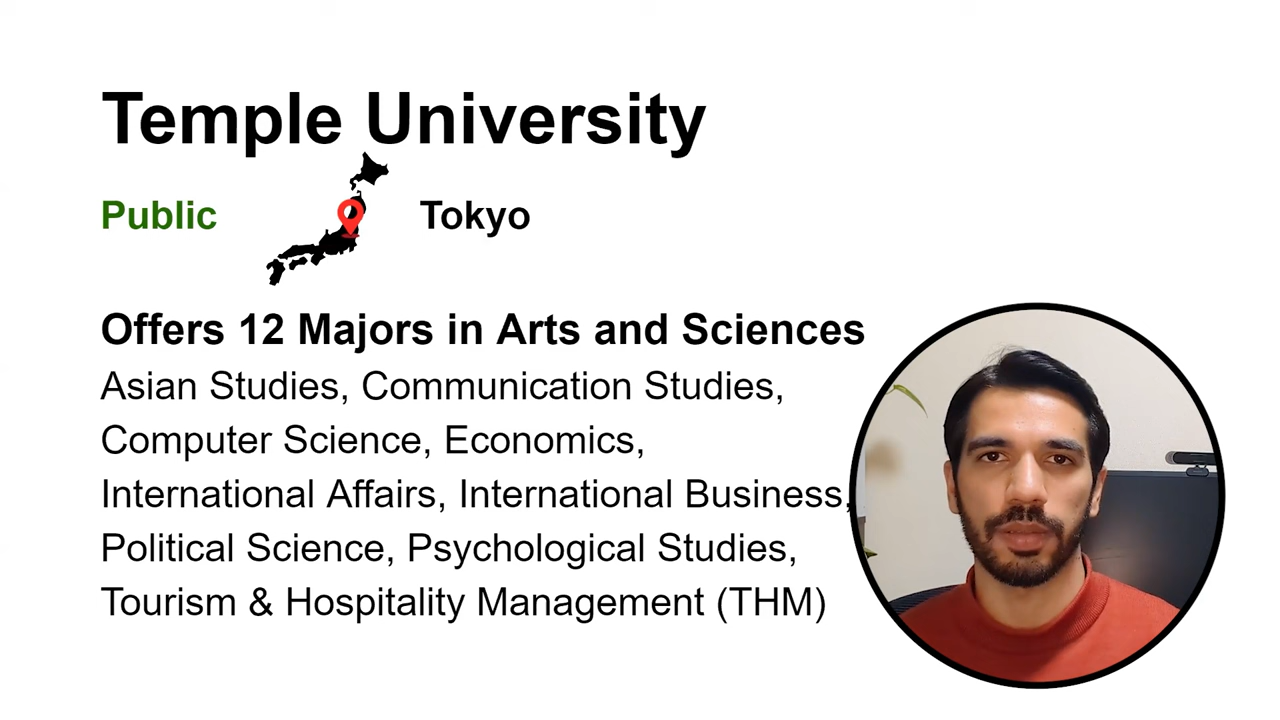 Temple University
Public
Tokyo
Offers 12 Majors in Arts and Sciences
Asian Studies, Communication Studies,
Computer Science, Economics,
International Affairs, International Business,
Political Science, Psychological Studies,
Tourism & Hospitality Management (THM)